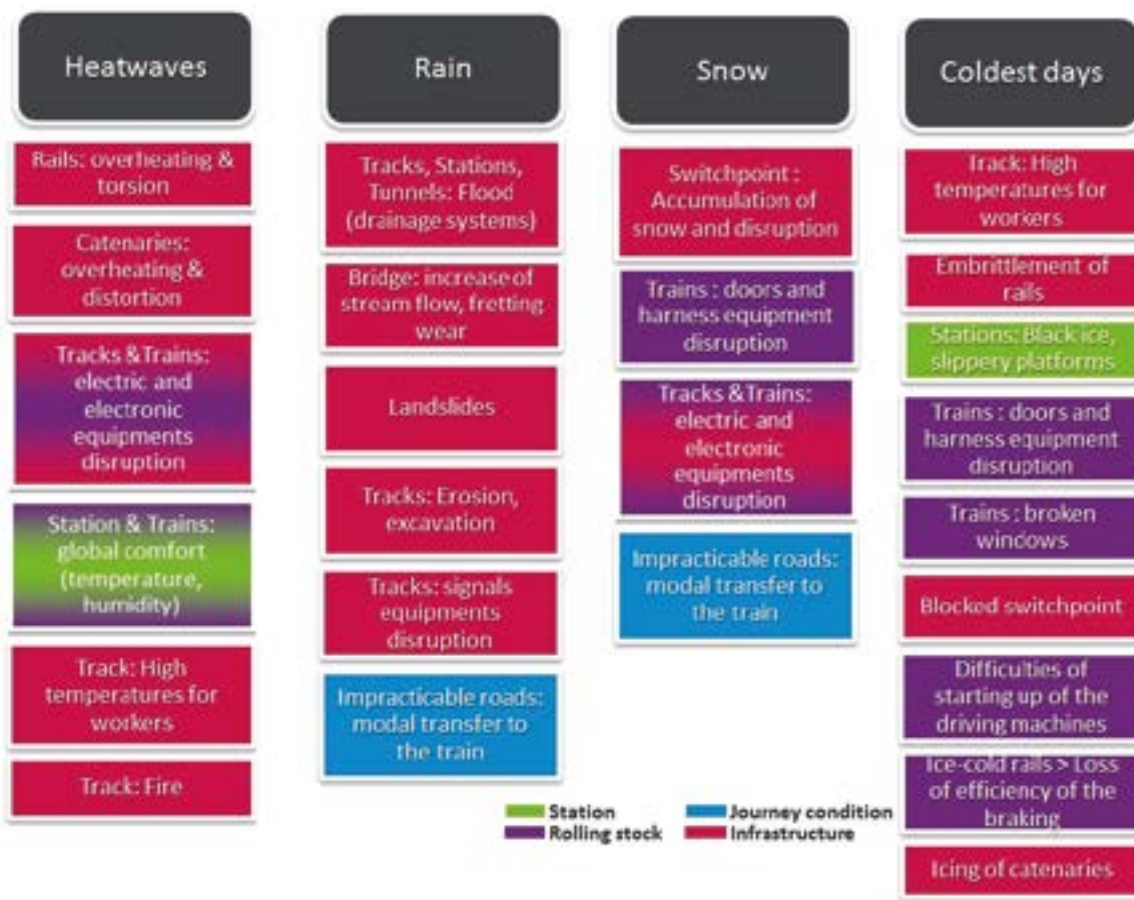 Heatwaves
Rails: overheating &
torsion
Catenaries:
overheating &
distortion
Tracks &Trains:
electric and
electronic
equipments
disruption
Station & Trains:
global comfort
(temperature,
humidity)
Track: High
temperatures for
workers
Track: Fire
Rain
Tracks, Stations,
Tunnels: Flood
(drainage systems)
Bridge: increase of
stream flow, fretting
wear
Landslides
Tracks: Erosion,
excavation
Tracks: signals
equipments
disruption
Impracticable roads:
modal transfer to
the train
Snow
Switchpoint :
Accumulation of
snow and disruption
Trains : doors and
harness equipment
disruption
Tracks &Trains:
electric and
electronic
equipments
disruption
Impracticable roads:
modal transfer to
the train
Coldest days
Track: High
temperatures for
workers
Embrittlement of
rails
Stations: Black ice,
slippery platforms
Trains : doors and
harness equipment
disruption
Trains : broken
windows
Blocked switchpoint
Difficulties of
starting up of the
driving machines
Ice-cold rails > Loss
of efficiency of the
braking
Icing of catenaries
Station
Journey condition
Rolling stock
Infrastructure